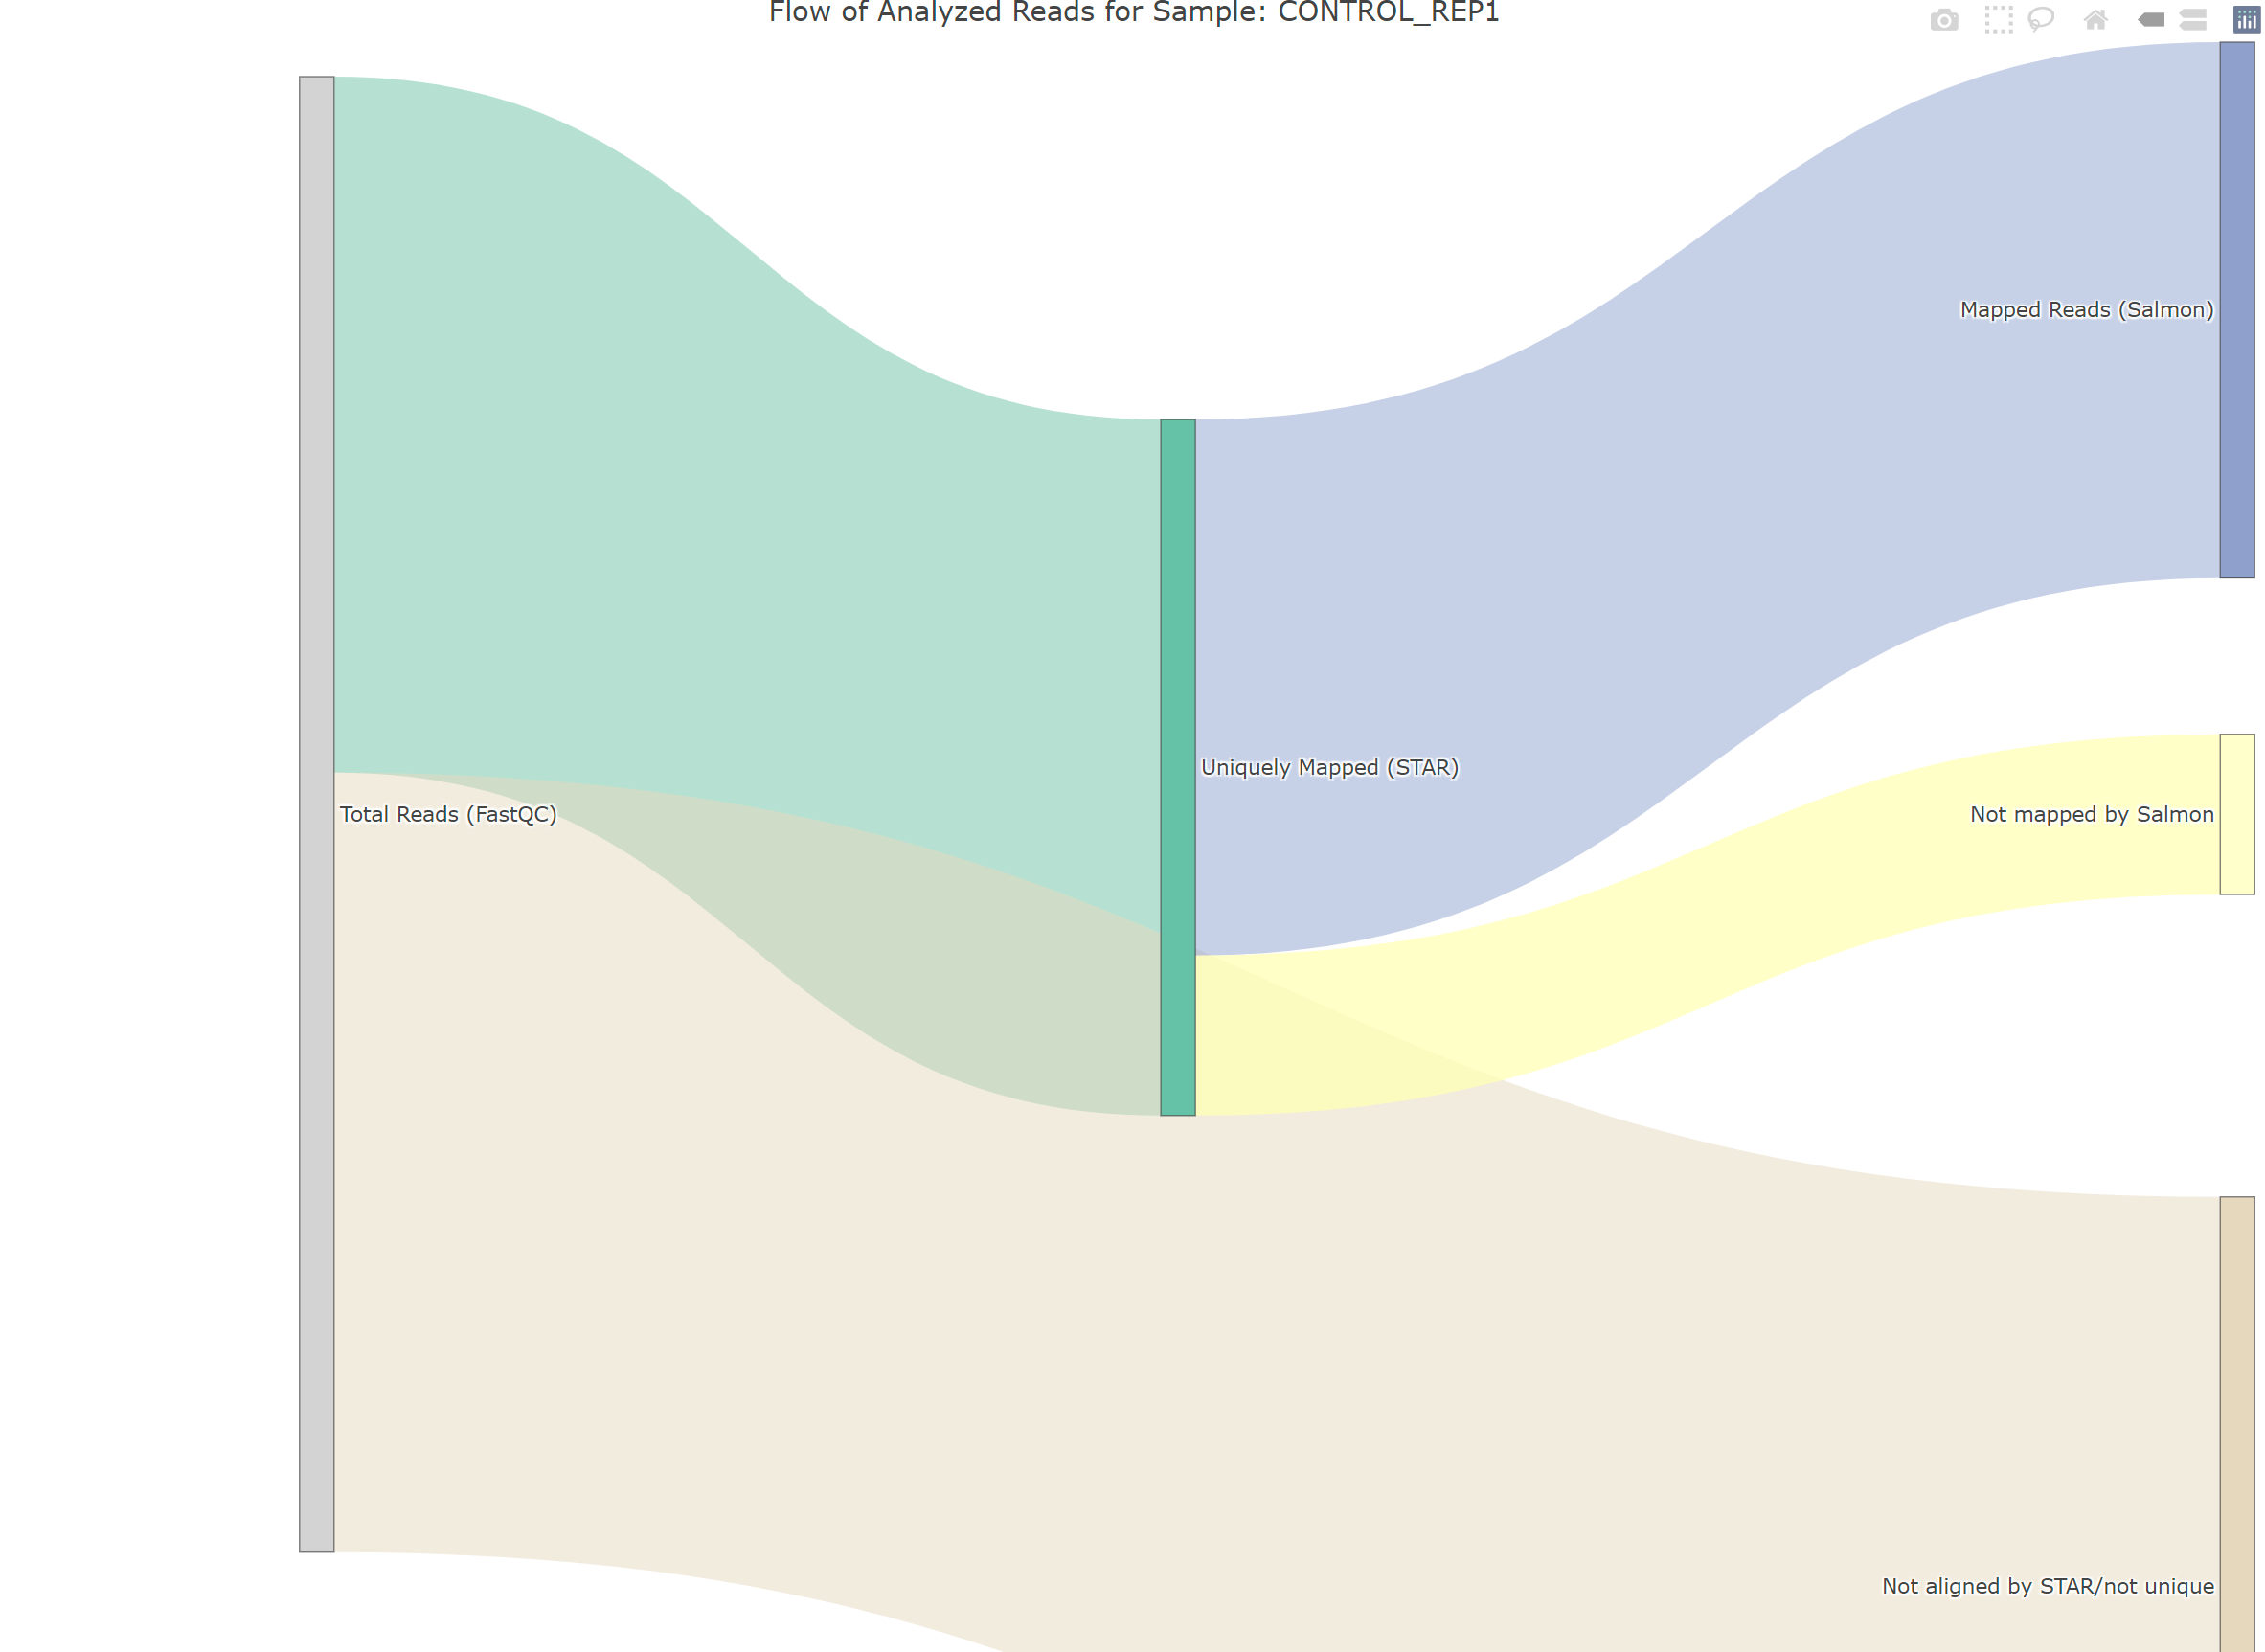 Flow of Analyzed Reads for Sample: CONTROL_REP1
Mapped Reads (Salmon)
Uniquely Mapped (STAR)
Total Reads (FastQC)
Not mapped by Salmon
Not aligned by STAR/not unique